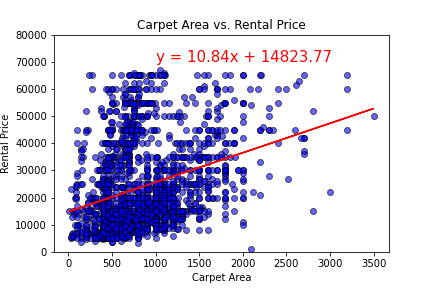 Carpet Area vs. Rental Price
y = 10.84x + 14823.77
80000
70000
60000
50000
40000
30000
20000
10000
0
Rental Price
0 500 1000 1500 2000 2500 3000 3500
Carpet Area